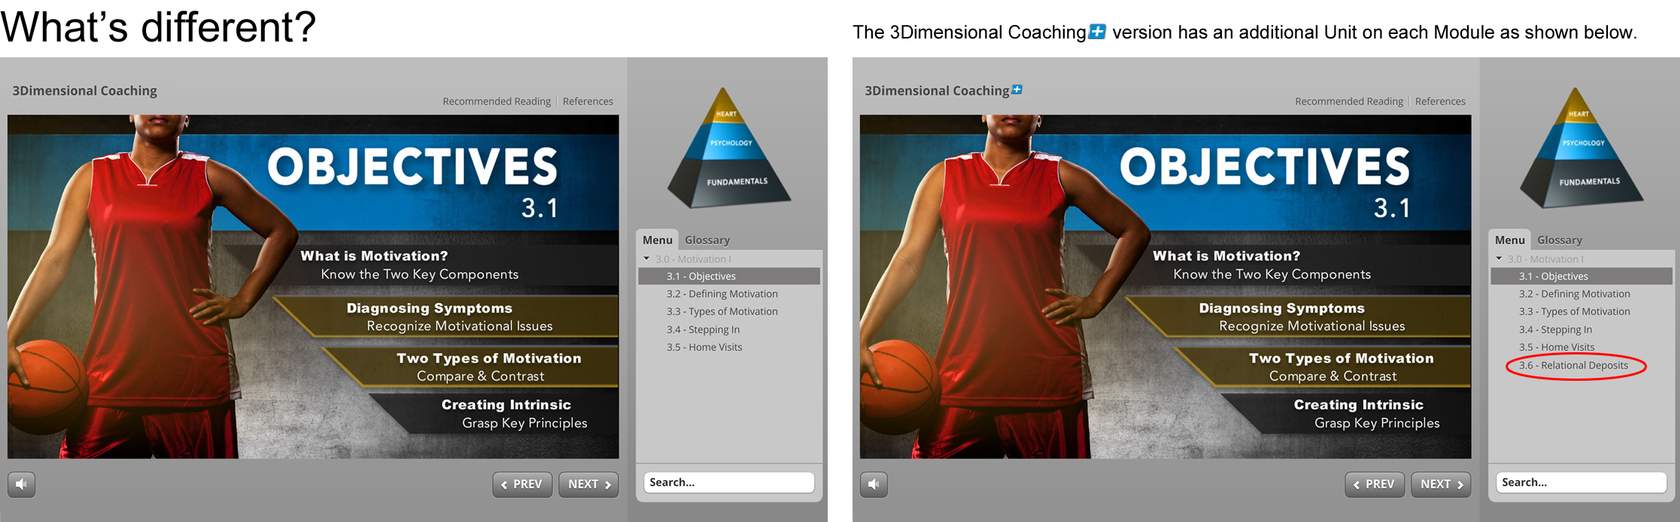 What's different?
The 3Dimensional Coaching+ version has an additional Unit on each Module as shown below.
3Dimensional Coaching
Recommended Reading | References
OBJECTIVES
3.1
What is Motivation?
Know the Two Key Components
Diagnosing Symptoms
Recognize Motivational Issues
Two Types of Motivation
Compare & Contrast
Creating Intrinsic
Grasp Key Principles
PREV
NEXT
HEART
PSYCHOLOGY
FUNDAMENTALS
Menu
Glossary
3.0 - Motivation I
3.1 - Objectives
3.2 - Defining Motivation
3.3 - Types of Motivation
3.4 - Stepping In
3.5 - Home Visits
Search...
3Dimensional Coaching+
Recommended Reading | References
OBJECTIVES
3.1
What is Motivation?
Know the Two Key Components
Diagnosing Symptoms
Recognize Motivational Issues
Two Types of Motivation
Compare & Contrast
Creating Intrinsic
Grasp Key Principles
PREV
NEXT
HEART
PSYCHOLOGY
FUNDAMENTALS
Menu
Glossary
3.0 - Motivation I
3.1 - Objectives
3.2 - Defining Motivation
3.3 - Types of Motivation
3.4 - Stepping In
3.5 - Home Visits
3.6 - Relational Deposits
Search...